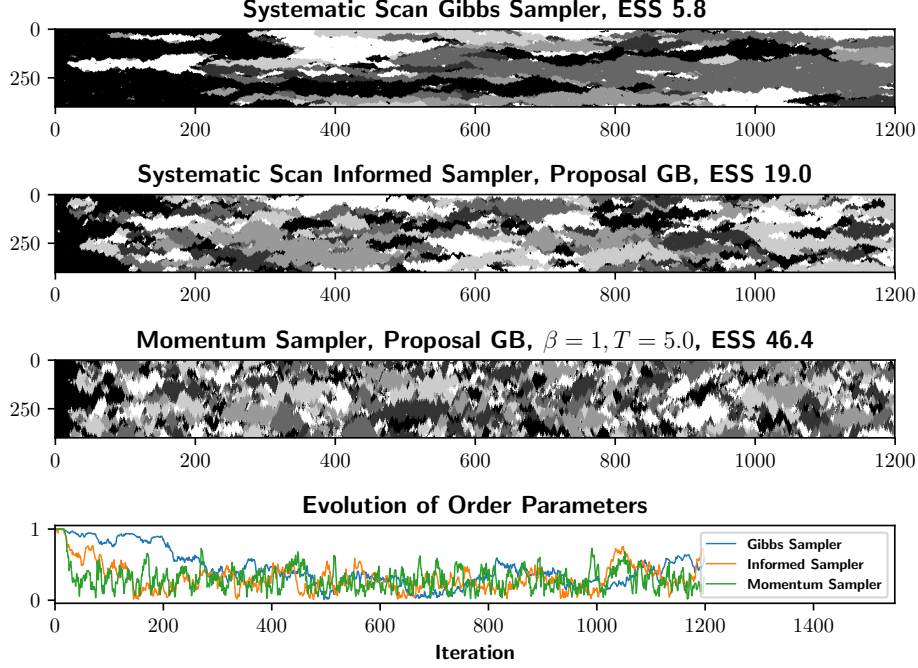 Systematic Scan Gibbs Sampler, ESS 5.8
0
250
0 200 400 600 800 1000 1200
Systematic Scan Informed Sampler, Proposal GB, ESS 19.0
0
250
0 200 400 600 800 1000 1200
Momentum Sampler, Proposal GB, β = 1, T = 5.0, ESS 46.4
0
250
0 200 400 600 800 1000 1200
Evolution of Order Parameters
1
0
Gibbs Sampler
Informed Sampler
Momentum Sampler
0 200 400 600 800 1000 1200 1400
Iteration